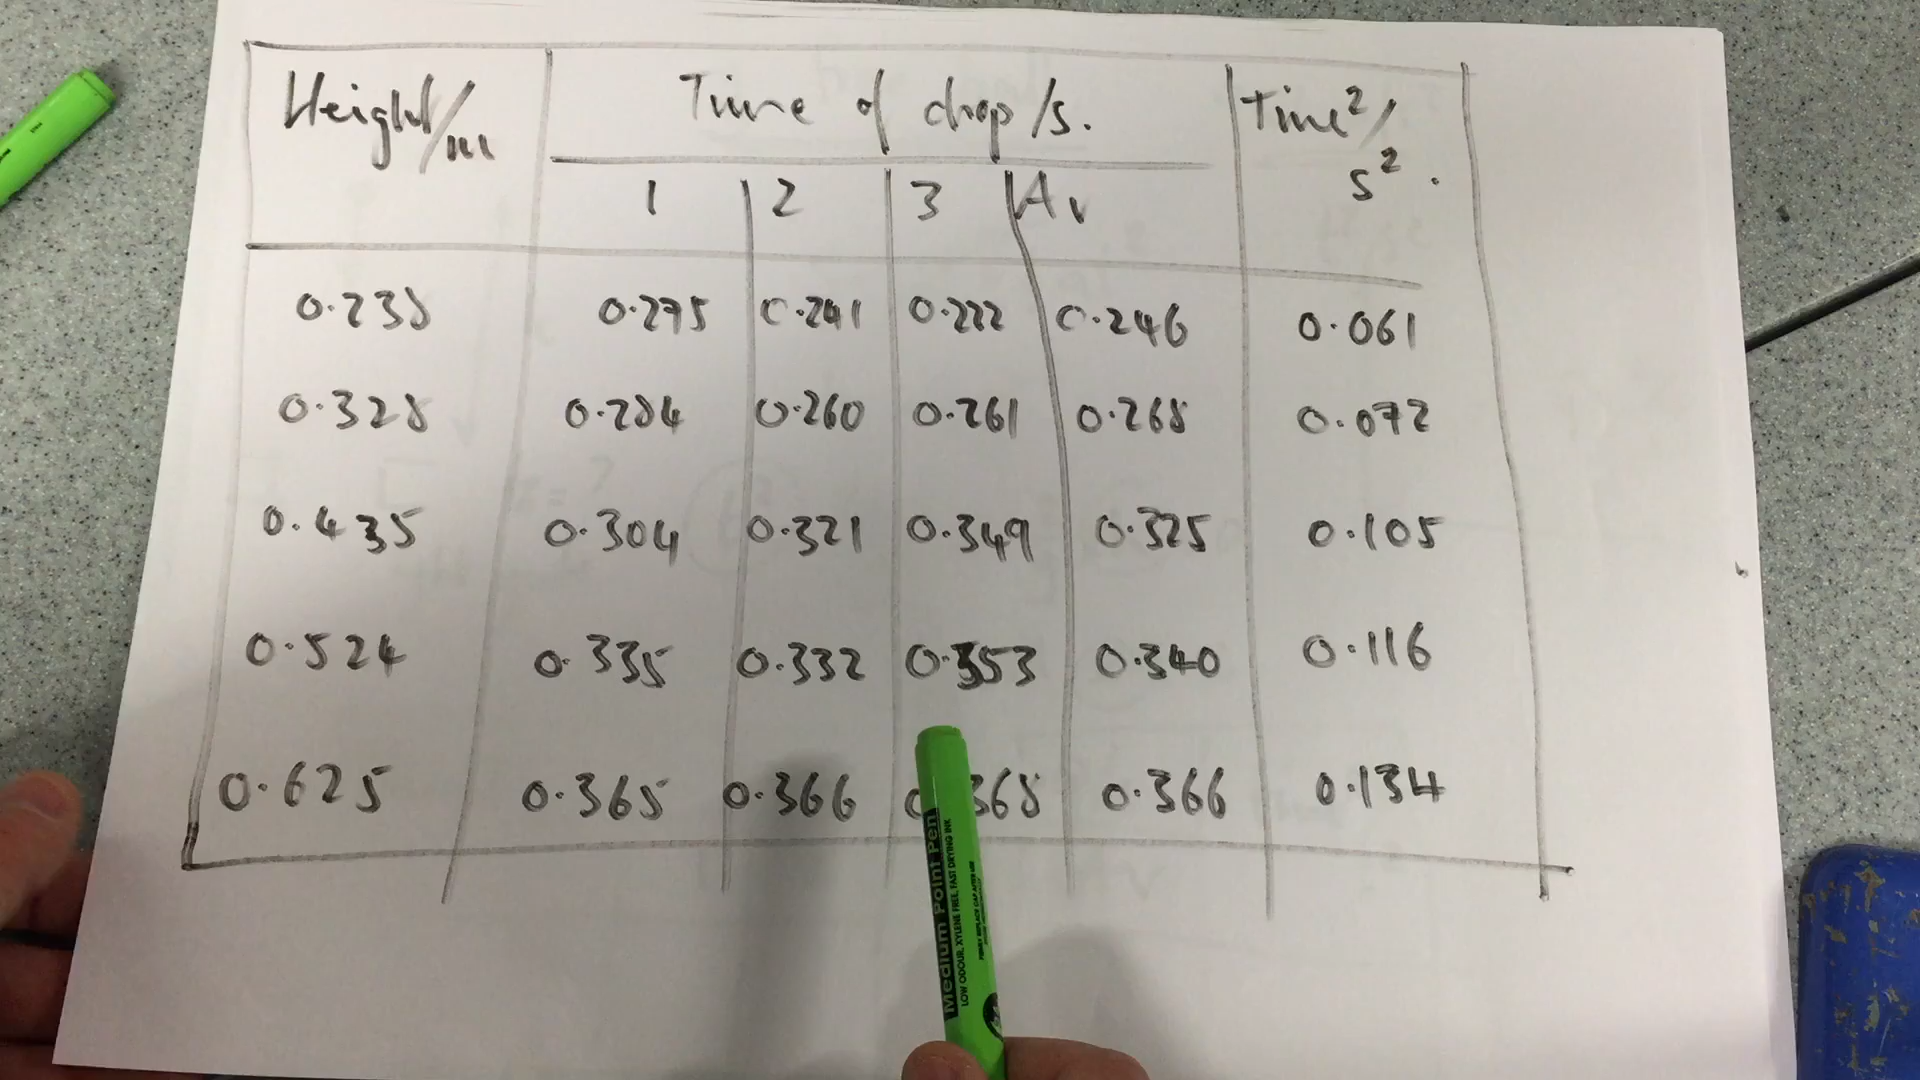 Height/m Time of drop/s. Time²/s².
1 2 3 Av
0.238 0.275 0.241 0.222 0.246 0.061
0.328 0.284 0.260 0.261 0.268 0.072
0.435 0.304 0.321 0.349 0.325 0.105
0.524 0.335 0.332 0.353 0.340 0.116
0.625 0.365 0.366 368 0.366 0.134
Medium Point Pen
LOW ODOUR, XYLENE FREE, FAST DRYING INK